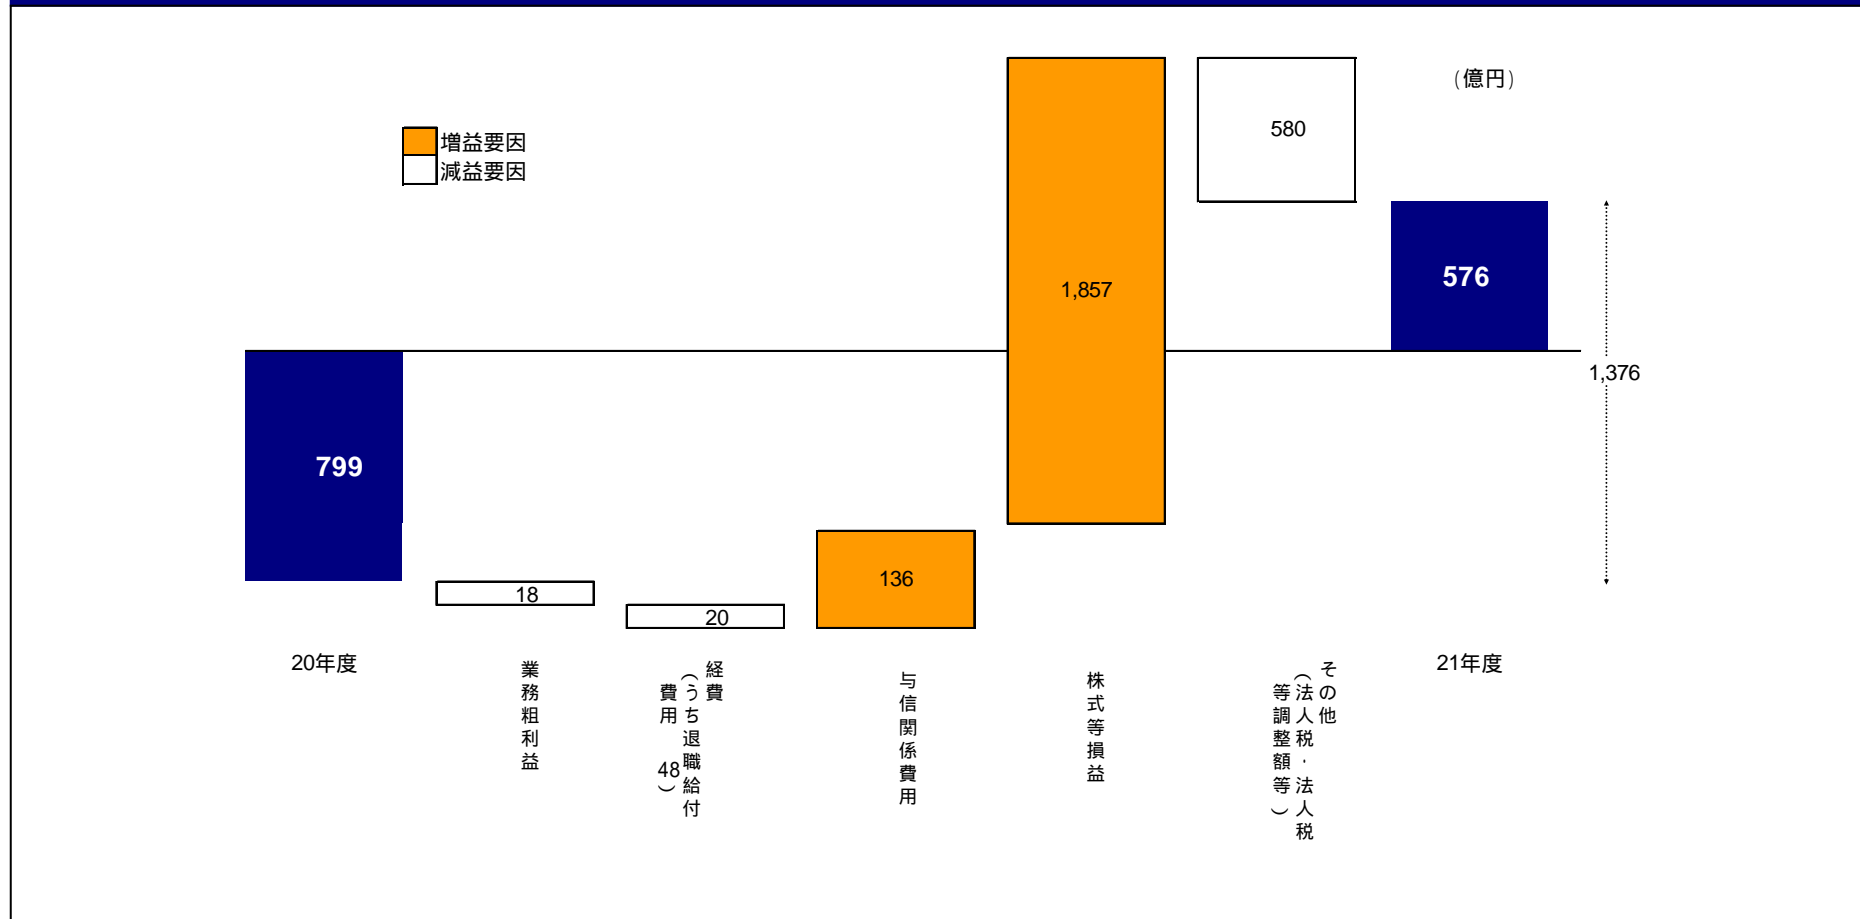 (億円)
増益要因
減益要因
580
1,857
576
1,376
799
136
18
20
20年度
業務粗利益
経費
(うち退職給付
費用 48)
与信関係費用
株式等損益
その他
(法人税・法人税
等調整額等)
21年度